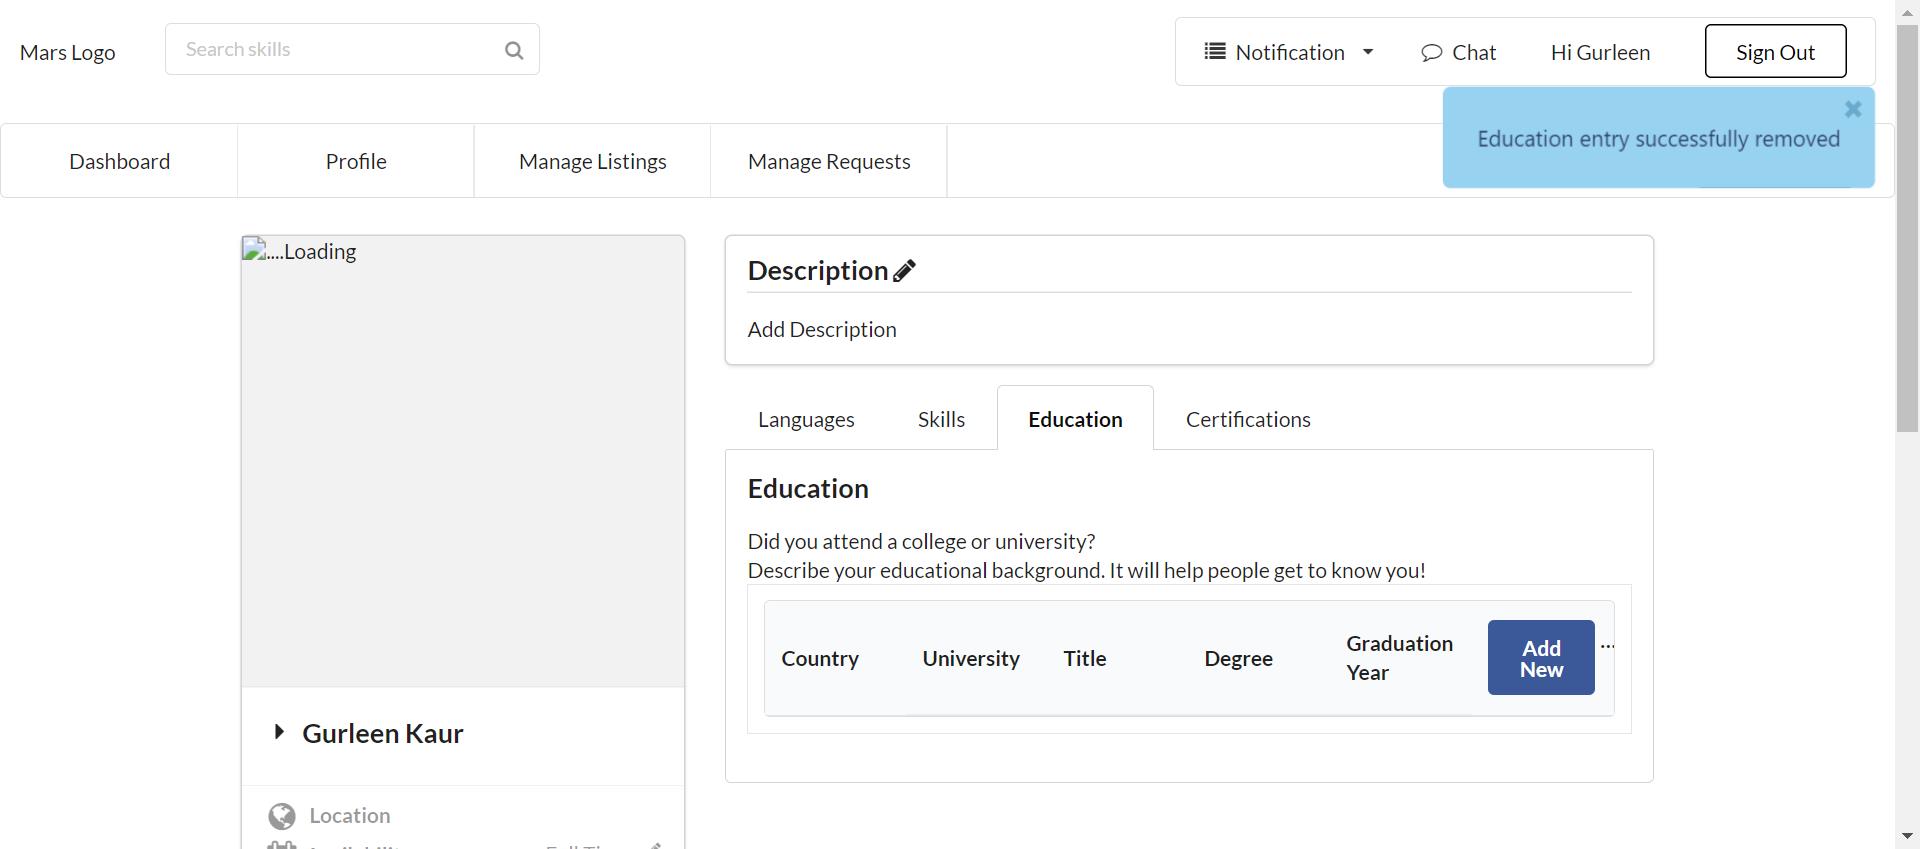 Mars Logo
Search skills
Notification
Chat
Hi Gurleen
Sign Out
Education entry successfully removed
Dashboard
Profile
Manage Listings
Manage Requests
....Loading
Description
Add Description
Languages
Skills
Education
Certifications
Education
Did you attend a college or university?
Describe your educational background. It will help people get to know you!
Country
University
Title
Degree
Graduation
Year
Add
New
...
Gurleen Kaur
Location